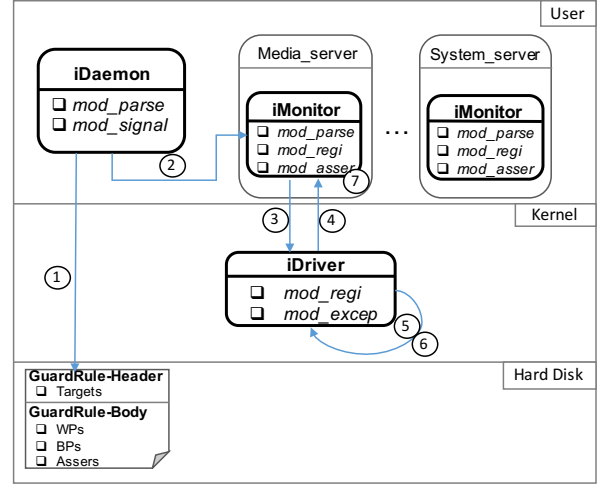 User
iDaemon
mod_parse
mod_signal
Media_server
iMonitor
mod_parse
mod_regi
mod_asser
...
System_server
iMonitor
mod_parse
mod_regi
mod_asser
2
7
3
4
Kernel
1
iDriver
mod_regi
mod_excep
5
6
Hard Disk
GuardRule-Header
Targets
GuardRule-Body
WPs
BPs
Assers